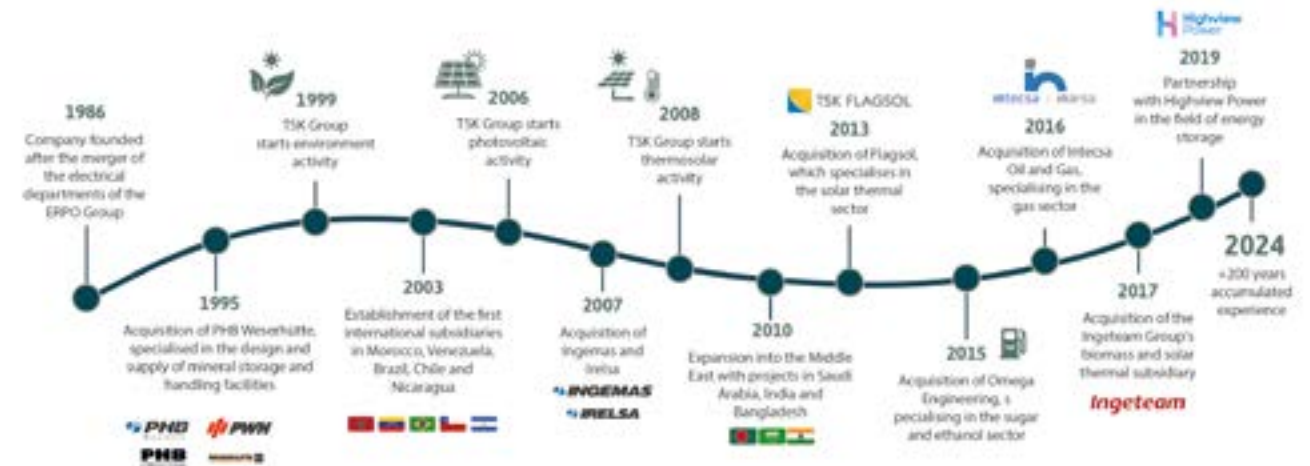 1986
Company founded
after the merger of
the electrical
departments of the
ERPO Group
1995
Acquisition of PHB Weserhütte,
specialised in the design and
supply of mineral storage and
handling facilities
PHB
PWH
PHB
1999
TSK Group
starts environment
activity
2003
Establishment of the first
international subsidiaries
in Morocco, Venezuela,
Brazil, Chile and
Nicaragua
2006
TSK Group starts
photovoltaic
activity
2007
Acquisition of
Ingemas and
Irelsa
INGEMAS
IRELSA
2008
TSK Group starts
thermosolar
activity
2010
Expansion into the Middle
East with projects in Saudi
Arabia, India and
Bangladesh
TSK FLAGSOL
2013
Acquisition of Flagsol,
which specialises in
the solar thermal
sector
2015
Acquisition of Omega
Engineering, s
pecialising in the sugar
and ethanol sector
in
intecsa
2016
Acquisition of Intecsa
Oil and Gas,
specialising in the
gas sector
2017
Acquisition of the
Ingeteam Group's
biomass and solar
thermal subsidiary
Ingeteam
Highview
Power
2019
Partnership
with Highview Power
in the field of energy
storage
2024
+200 years
accumulated
experience